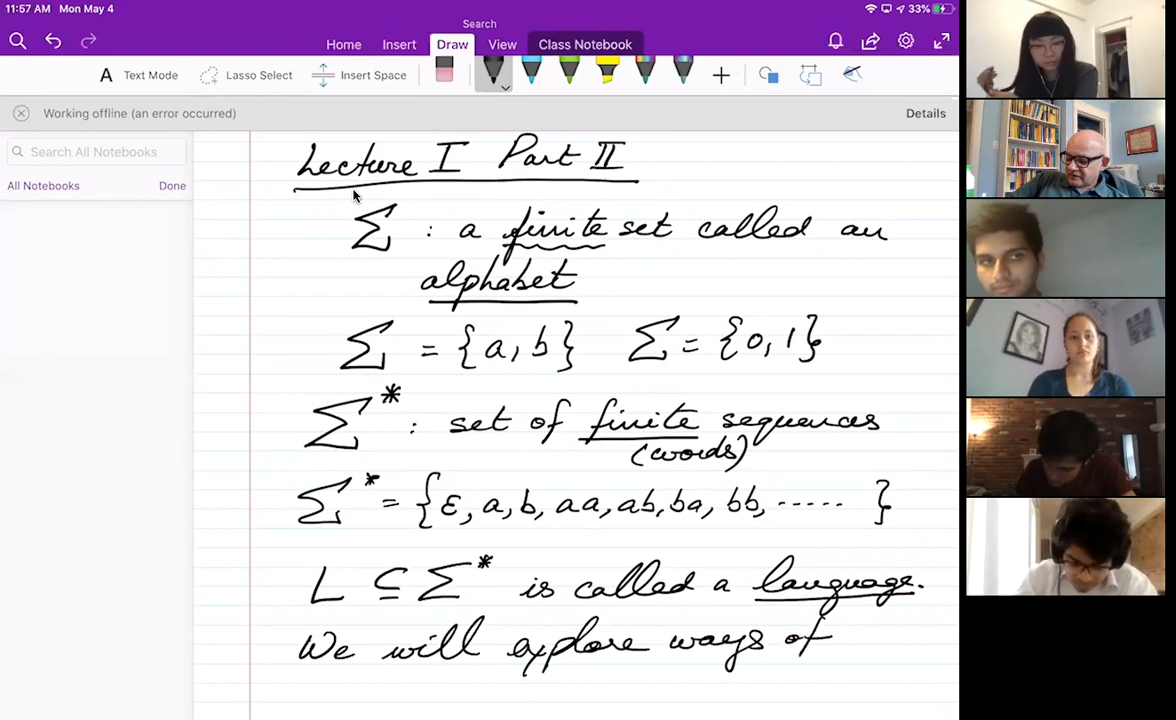 11:57 AM Mon May 4
33%
Search
Home Insert Draw View Class Notebook
A Text Mode Lasso Select Insert Space
Working offline (an error occurred) Details
Search All Notebooks
All Notebooks Done
Lecture I Part II
Σ : a finite set called an
alphabet
Σ = {a, b} Σ = {0, 1}
Σ* : set of finite sequences
(words)
Σ* = {ε, a, b, aa, ab, ba, bb, ..... }
L ⊆ Σ* is called a language.
We will explore ways of